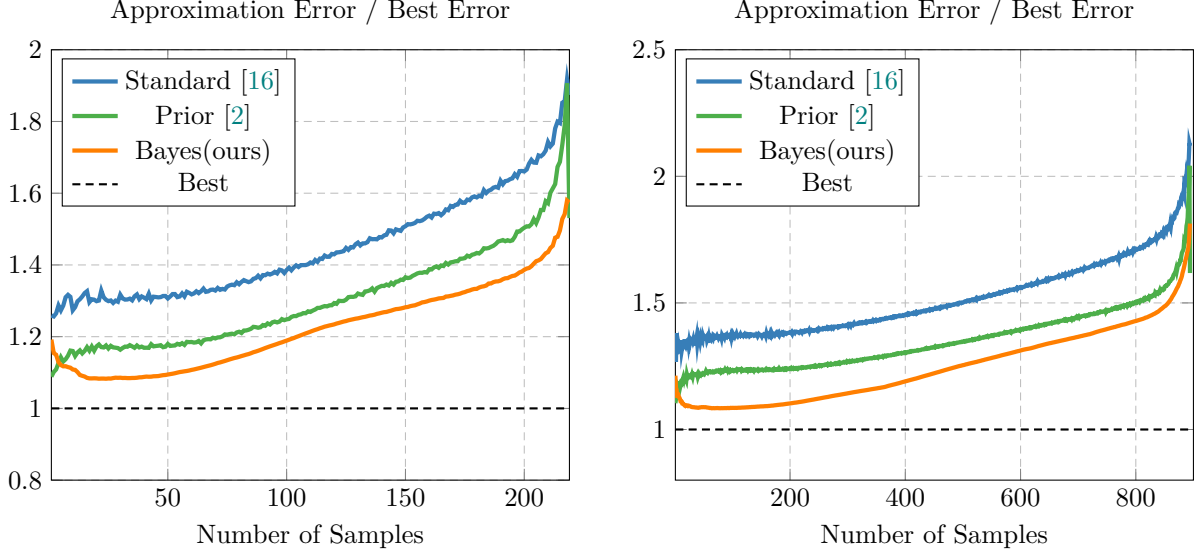 Approximation Error / Best Error
2
1.8
1.6
1.4
1.2
1
0.8
Standard [16]
Prior [2]
Bayes(ours)
Best
50 100 150 200
Number of Samples
Approximation Error / Best Error
2.5
2
1.5
1
Standard [16]
Prior [2]
Bayes(ours)
Best
200 400 600 800
Number of Samples